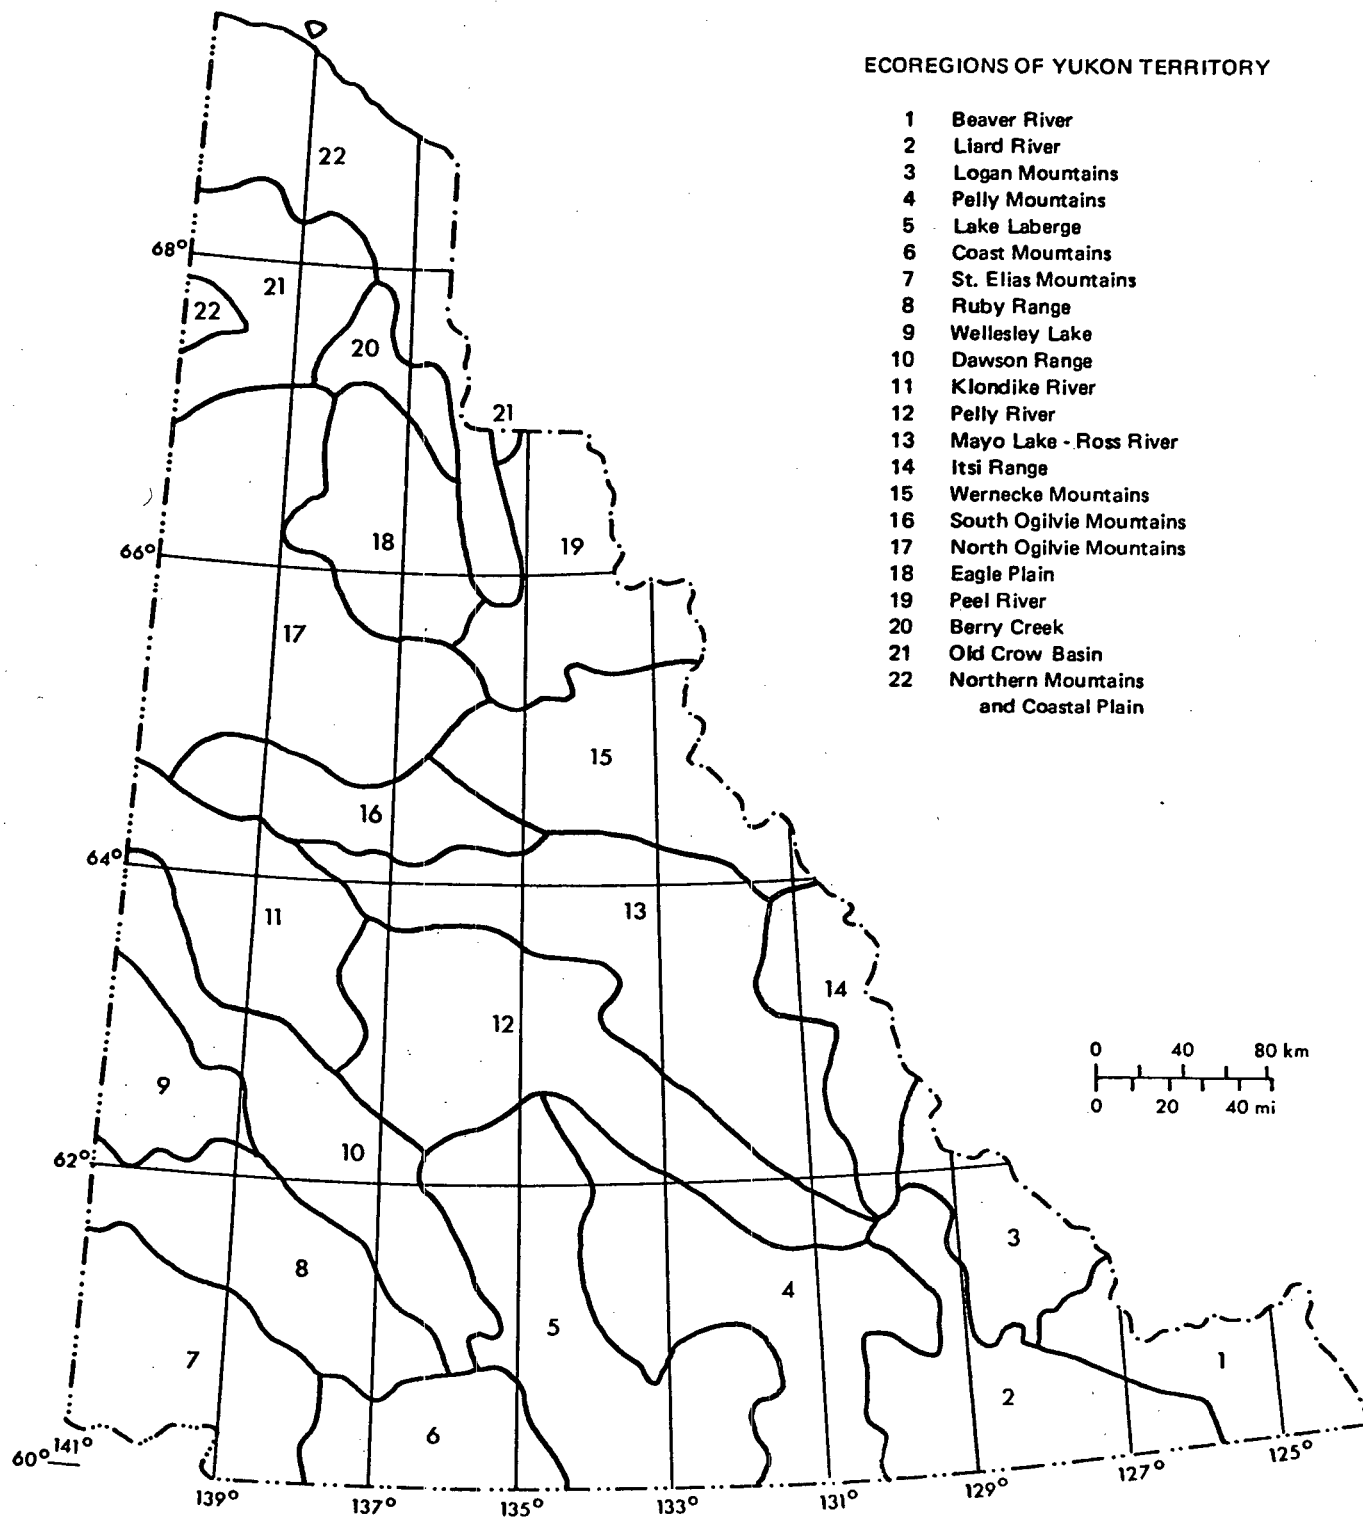 ECOREGIONS OF YUKON TERRITORY
1 Beaver River
2 Liard River
3 Logan Mountains
4 Pelly Mountains
5 Lake Laberge
6 Coast Mountains
7 St. Elias Mountains
8 Ruby Range
9 Wellesley Lake
10 Dawson Range
11 Klondike River
12 Pelly River
13 Mayo Lake - Ross River
14 Itsi Range
15 Wernecke Mountains
16 South Ogilvie Mountains
17 North Ogilvie Mountains
18 Eagle Plain
19 Peel River
20 Berry Creek
21 Old Crow Basin
22 Northern Mountains
and Coastal Plain
22
68°
21
22
20
21
18
19
66°
17
15
16
64°
13
11
14
12
9
10
62°
3
8
4
5
7
1
2
6
60°
141°
139°
137°
135°
133°
131°
129°
127°
125°
0 40 80 km
0 20 40 mi